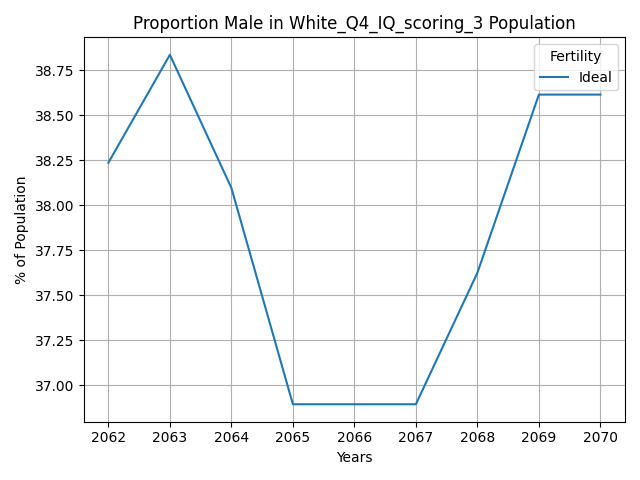 Proportion Male in White_Q4_IQ_scoring_3 Population
Fertility
Ideal
38.75
38.50
38.25
38.00
37.75
37.50
37.25
37.00
% of Population
2062 2063 2064 2065 2066 2067 2068 2069 2070
Years